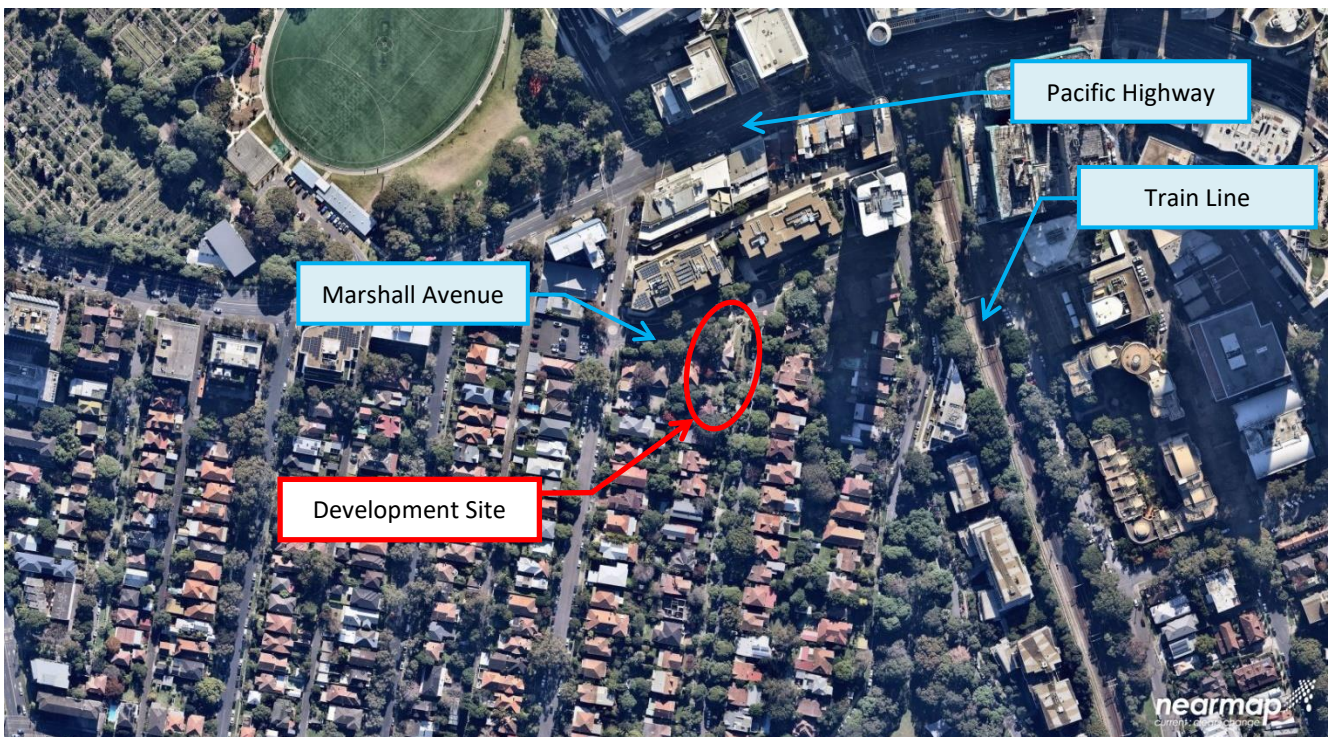 Pacific Highway
Train Line
Marshall Avenue
Development Site
nearmap
current. clear. change.